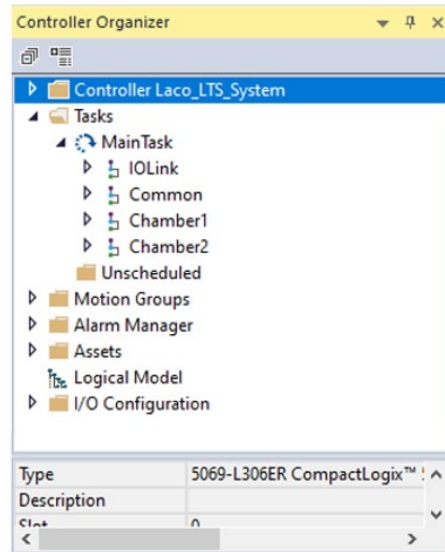 Controller Organizer
Controller Laco_LTS_System
Tasks
MainTask
IOLink
Common
Chamber1
Chamber2
Unscheduled
Motion Groups
Alarm Manager
Assets
Logical Model
I/O Configuration
Type 5069-L306ER CompactLogix™
Description
Slot 0